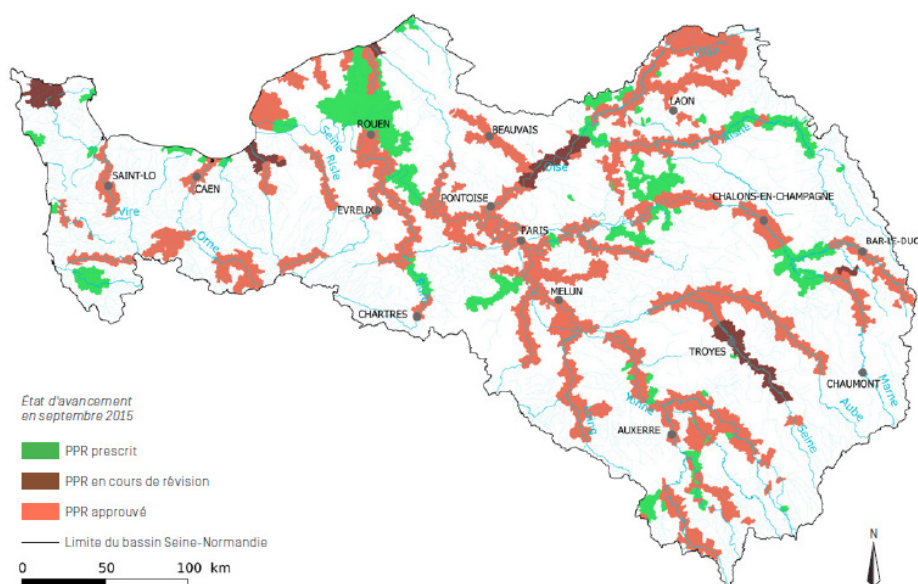 LAON
Aisne
ROUEN
BEAUVAIS
Seine
Risle
Oise
SAINT-LO
CAEN
Vire
CHALONS-EN-CHAMPAGNE
PONTOISE
EVREUX
PARIS
Orne
BAR-LE-DUC
MELUN
CHARTRES
TROYES
CHAUMONT
Marne
Aube
Yonne
Seine
Loing
AUXERRE
État d'avancement
en septembre 2015
PPR prescrit
PPR en cours de révision
PPR approuvé
Limite du bassin Seine-Normandie
0 50 100 km
N